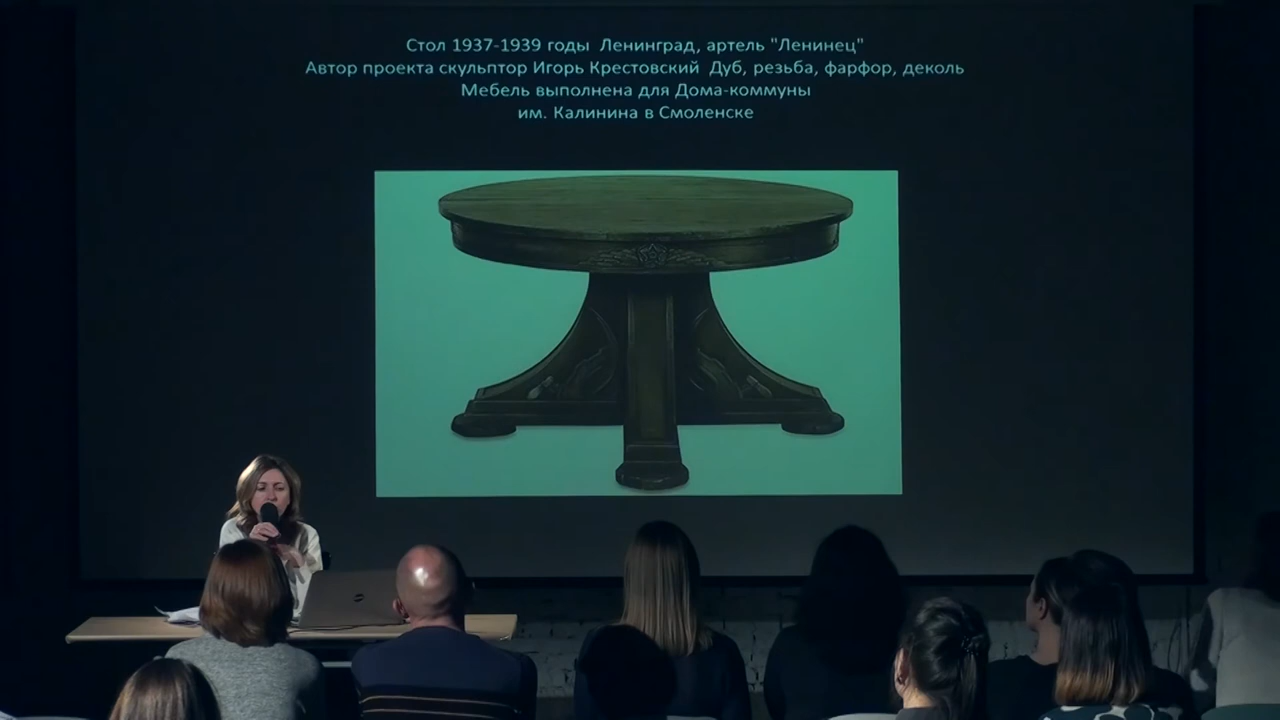 Стол 1937-1939 годы  Ленинград, артель "Ленинец"
Автор проекта скульптор Игорь Крестовский  Дуб, резьба, фарфор, деколь
Мебель выполнена для Дома-коммуны
им. Калинина в Смоленске